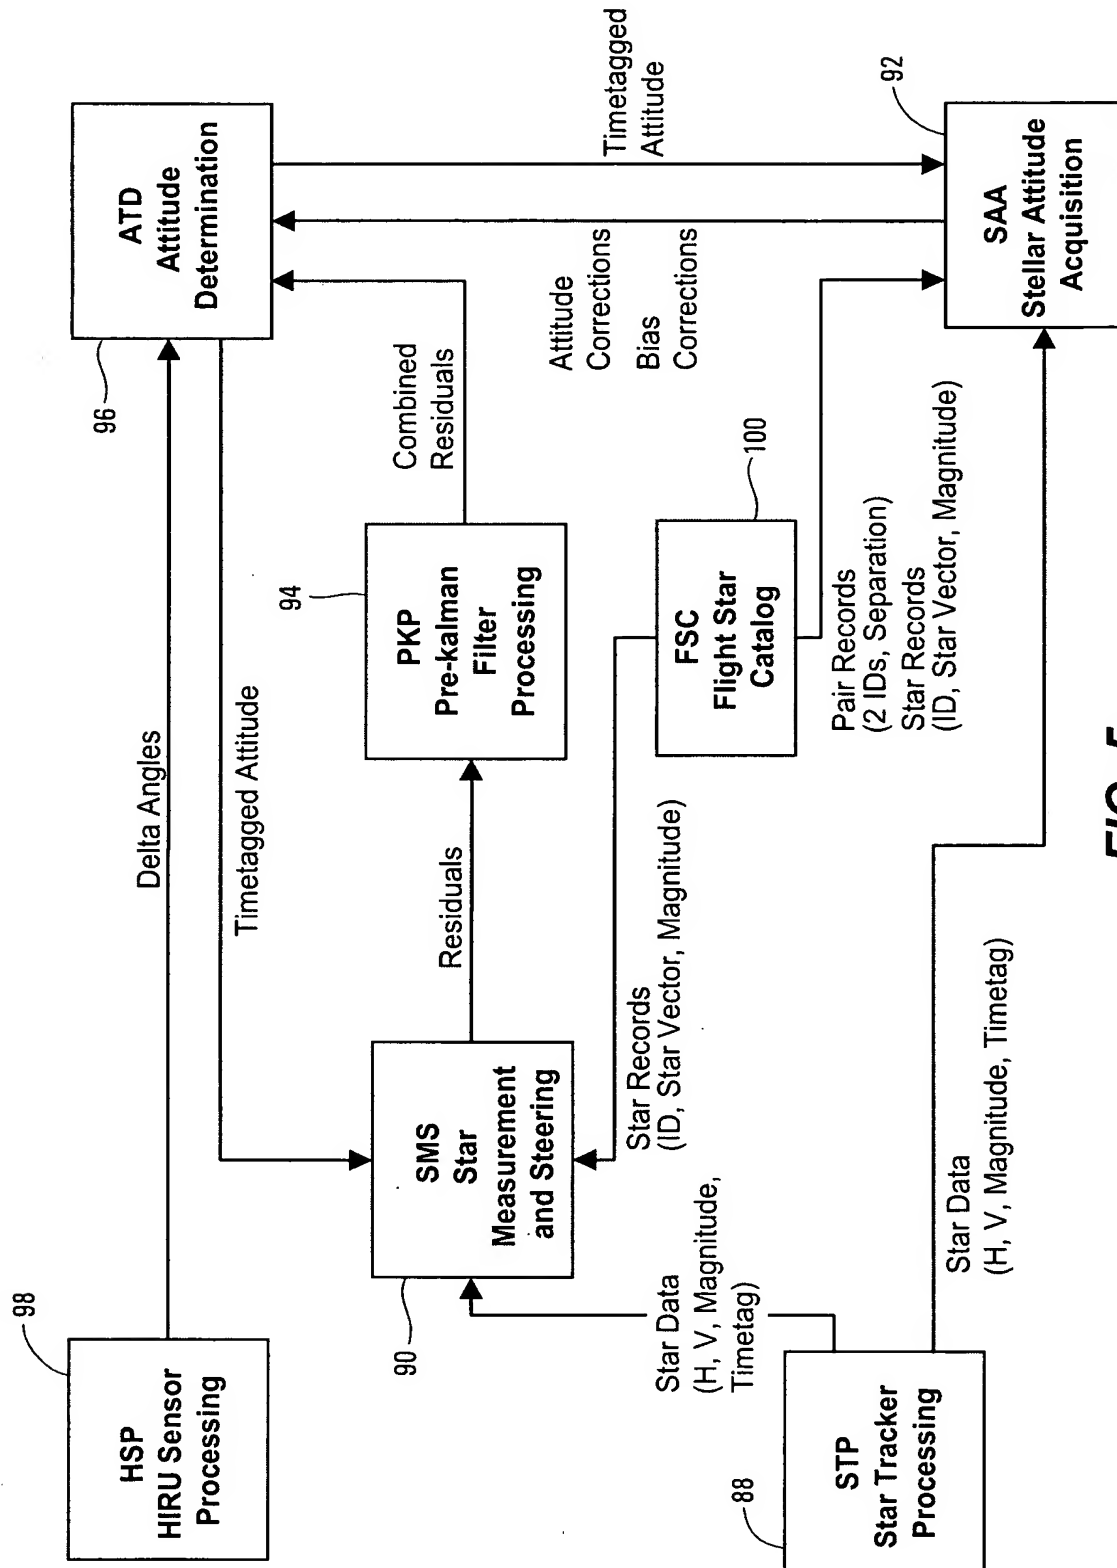 98
HSP
HIRU Sensor
Processing
Delta Angles
Timetagged Attitude
96
ATD
Attitude
Determination
90
SMS
Star
Measurement
and Steering
Residuals
94
PKP
Pre-kalman
Filter
Processing
Combined
Residuals
Attitude
Corrections
Bias
Corrections
Timetagged
Attitude
Star Records
(ID, Star Vector, Magnitude)
FSC
Flight Star
Catalog
100
Star Data
(H, V, Magnitude,
Timetag)
88
STP
Star Tracker
Processing
Star Data
(H, V, Magnitude, Timetag)
Pair Records
(2 IDs, Separation)
Star Records
(ID, Star Vector, Magnitude)
92
SAA
Stellar Attitude
Acquisition
FIG. 5